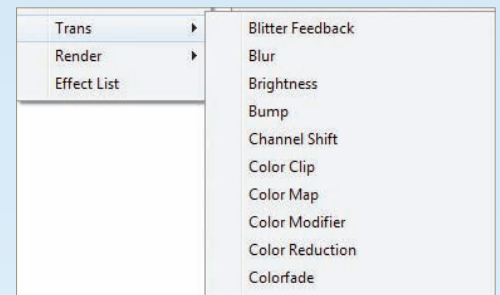 Trans
Render
Effect List
Blitter Feedback
Blur
Brightness
Bump
Channel Shift
Color Clip
Color Map
Color Modifier
Color Reduction
Colorfade